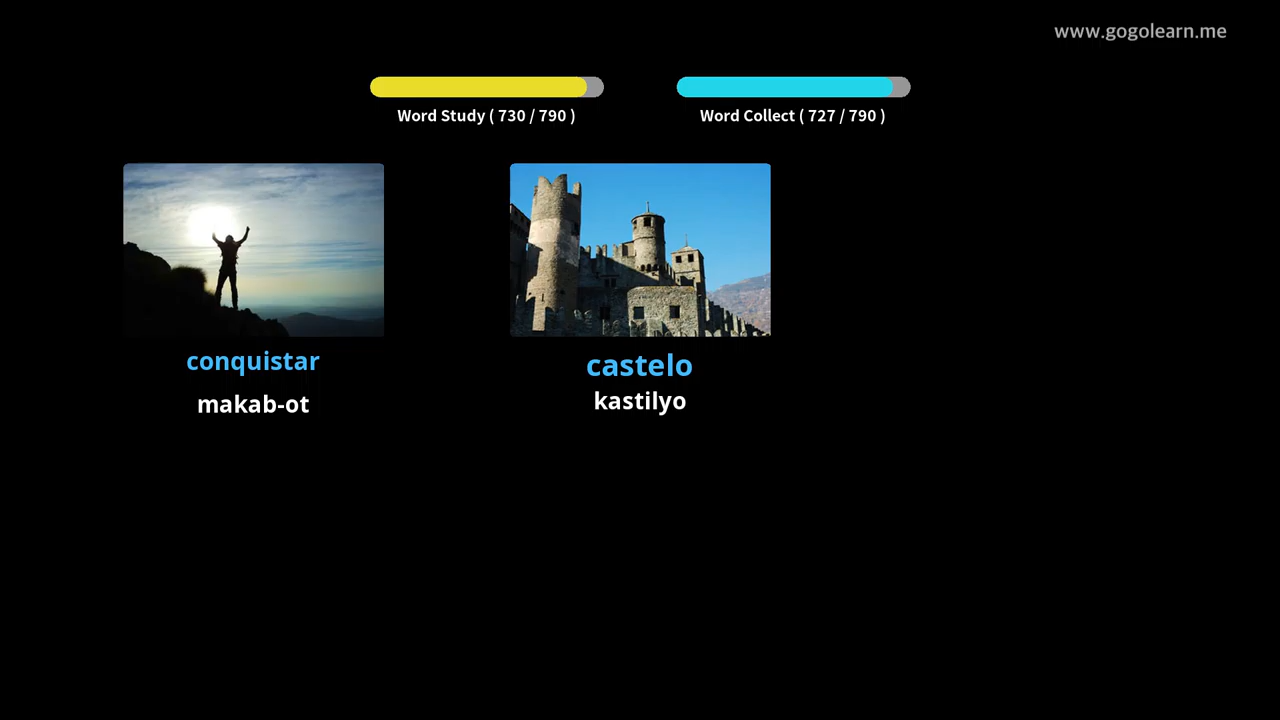 www.gogolearn.me
Word Study ( 730 / 790 )
Word Collect ( 727 / 790 )
conquistar
makab-ot
castelo
kastilyo